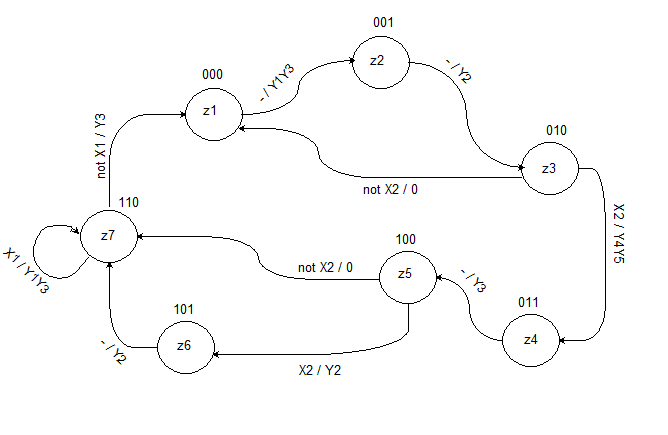 001
z2
- / Y1Y3
- / Y2
000
z1
010
z3
not X1 / Y3
not X2 / 0
X2 / Y4Y5
110
z7
X1 / Y1Y3
100
z5
not X2 / 0
- / Y3
011
z4
101
z6
- / Y2
X2 / Y2